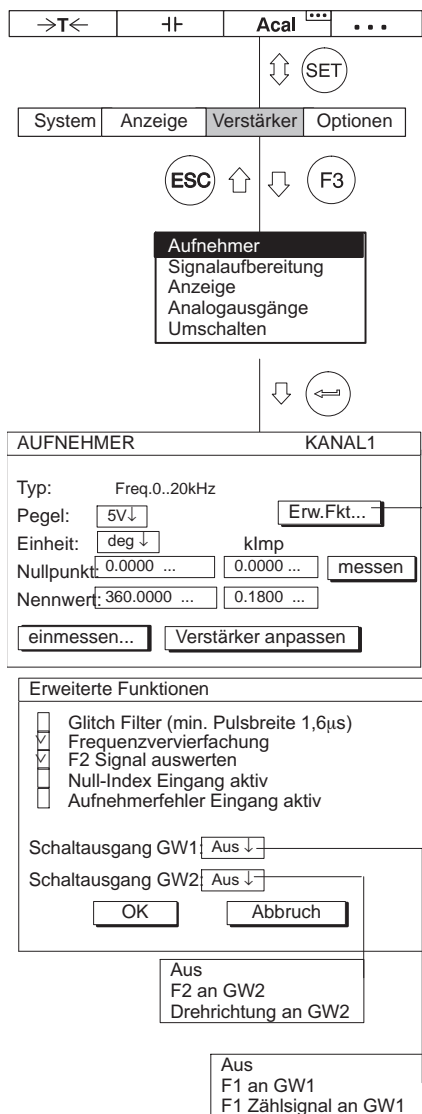 →T← ⊣⊢ Acal ...
SET
System Anzeige Verstärker Optionen
ESC F3
Aufnehmer
Signalaufbereitung
Anzeige
Analogausgänge
Umschalten
AUFNEHMER KANAL1
Typ: Freq.0..20kHz
Pegel: 5V↓ Erw.Fkt...
Einheit: deg ↓ kImp
Nullpunkt: 0.0000 ... 0.0000 ... messen
Nennwert: 360.0000 ... 0.1800 ...
einmessen... Verstärker anpassen
Erweiterte Funktionen
Glitch Filter (min. Pulsbreite 1,6μs)
Frequenzvervierfachung
F2 Signal auswerten
Null-Index Eingang aktiv
Aufnehmerfehler Eingang aktiv
Schaltausgang GW1: Aus ↓
Schaltausgang GW2: Aus ↓
OK Abbruch
Aus
F2 an GW2
Drehrichtung an GW2
Aus
F1 an GW1
F1 Zählsignal an GW1